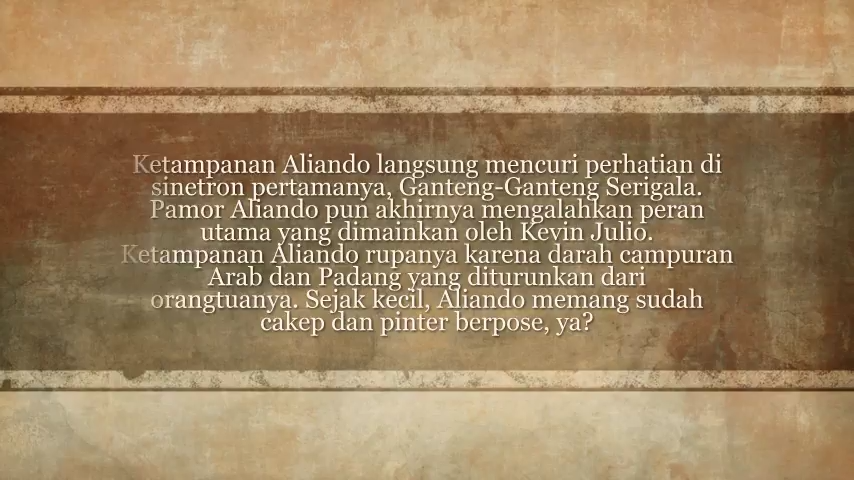 Ketampanan Aliando langsung mencuri perhatian di
sinetron pertamanya, Ganteng-Ganteng Serigala.
Pamor Aliando pun akhirnya mengalahkan peran
utama yang dimainkan oleh Kevin Julio.
Ketampanan Aliando rupanya karena darah campuran
Arab dan Padang yang diturunkan dari
orangtuanya. Sejak kecil, Aliando memang sudah
cakep dan pinter berpose, ya?